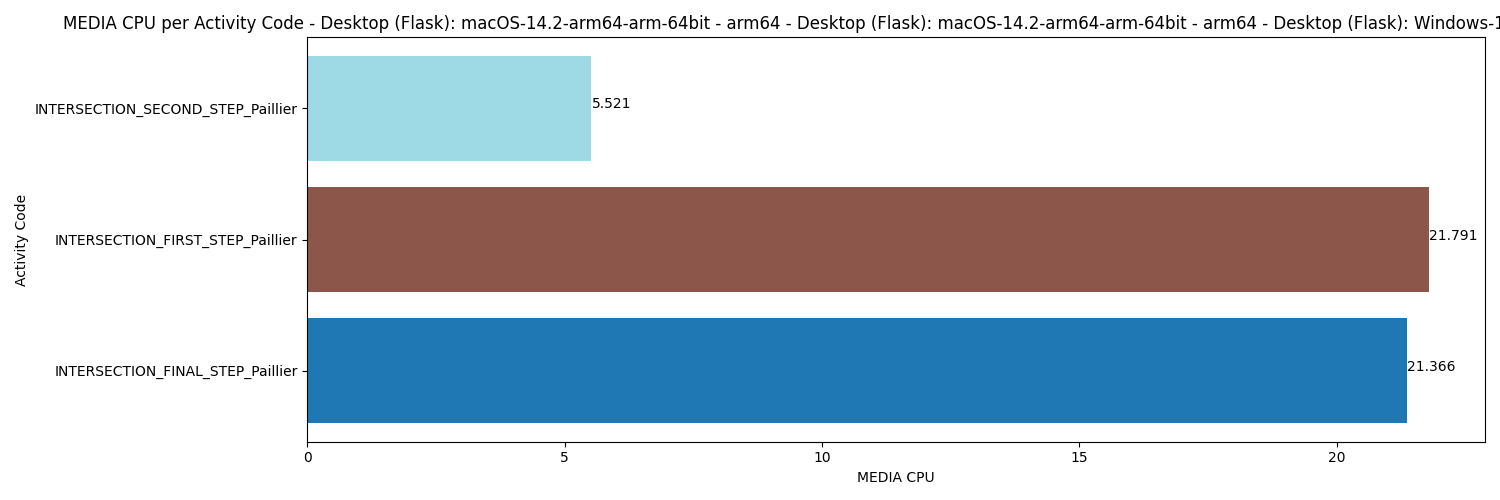 MEDIA CPU per Activity Code - Desktop (Flask): macOS-14.2-arm64-arm-64bit - arm64 - Desktop (Flask): macOS-14.2-arm64-arm-64bit - arm64 - Desktop (Flask): Windows-1
INTERSECTION_SECOND_STEP_Paillier
5.521
INTERSECTION_FIRST_STEP_Paillier
21.791
INTERSECTION_FINAL_STEP_Paillier
21.366
Activity Code
0 5 10 15 20
MEDIA CPU